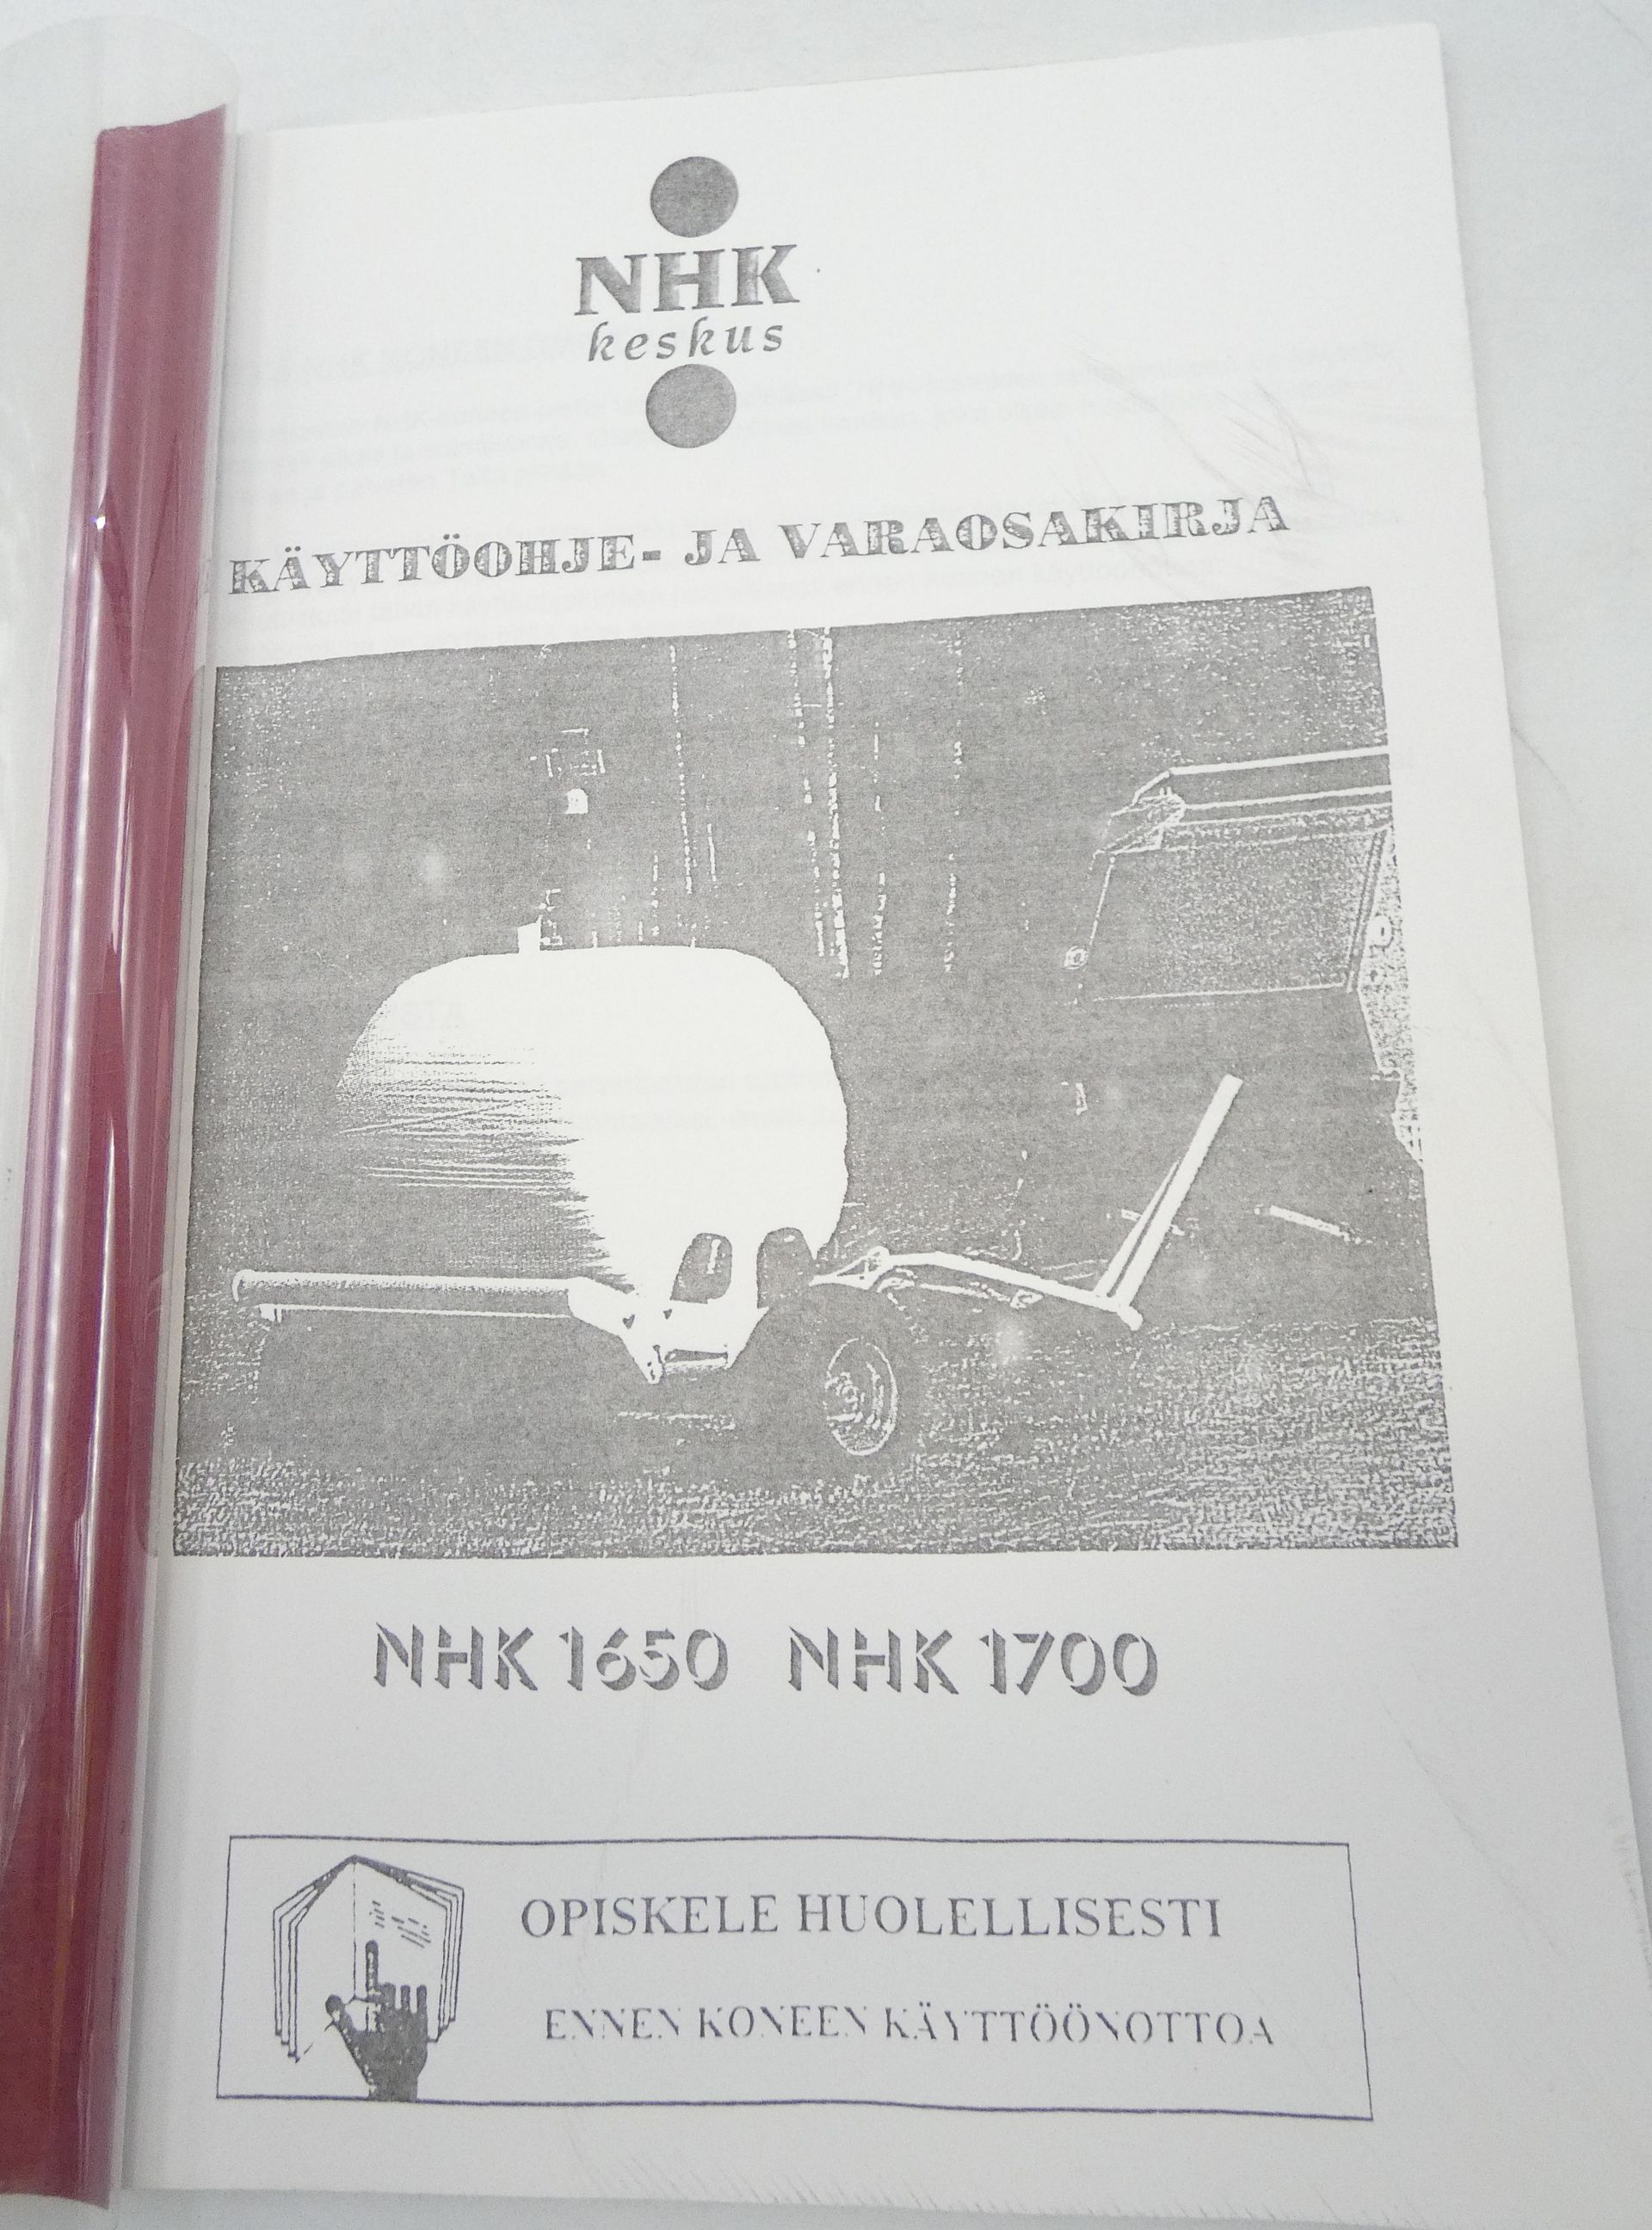 NHK
keskus
KÄYTTÖOHJE- JA VARAOSAKIRJA
NHK 1650 NHK 1700
OPISKELE HUOLELLISESTI
ENNEN KONEEN KÄYTTÖÖNOTTOA